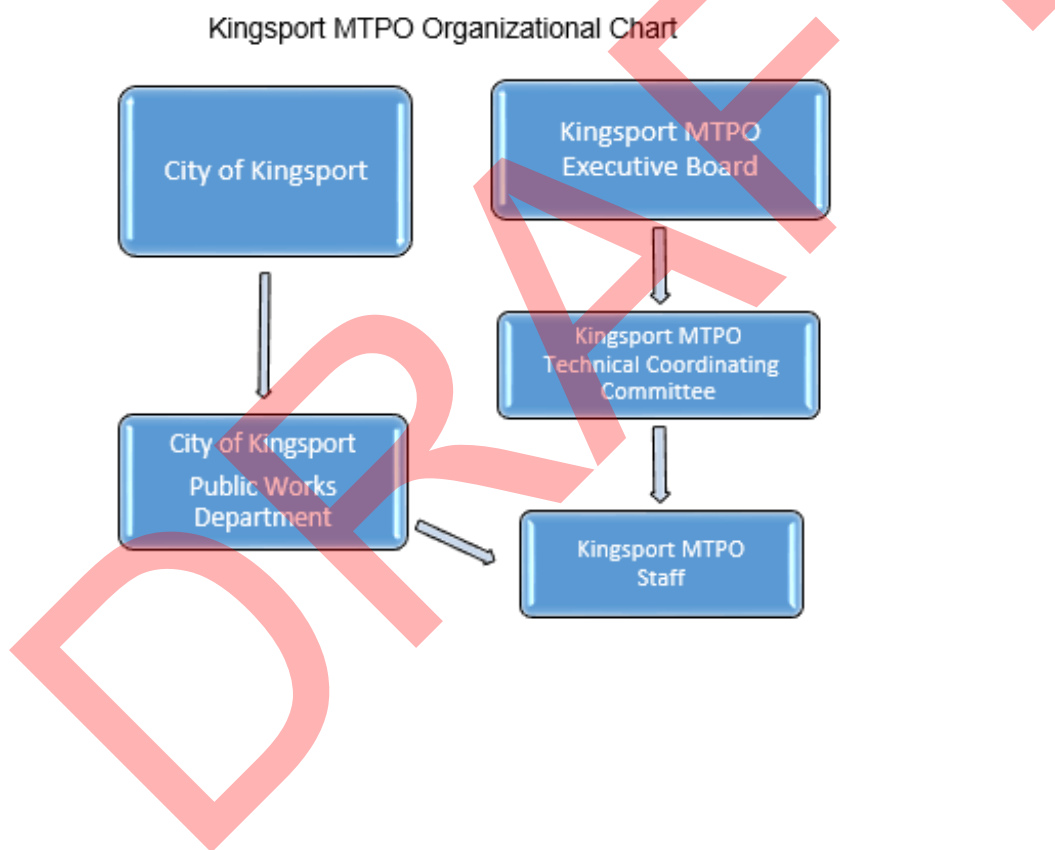 Kingsport MTPO Organizational Chart
City of Kingsport
Kingsport MTPO
Executive Board
Kingsport MTPO
Technical Coordinating
Committee
City of Kingsport
Public Works
Department
Kingsport MTPO
Staff
DRAF